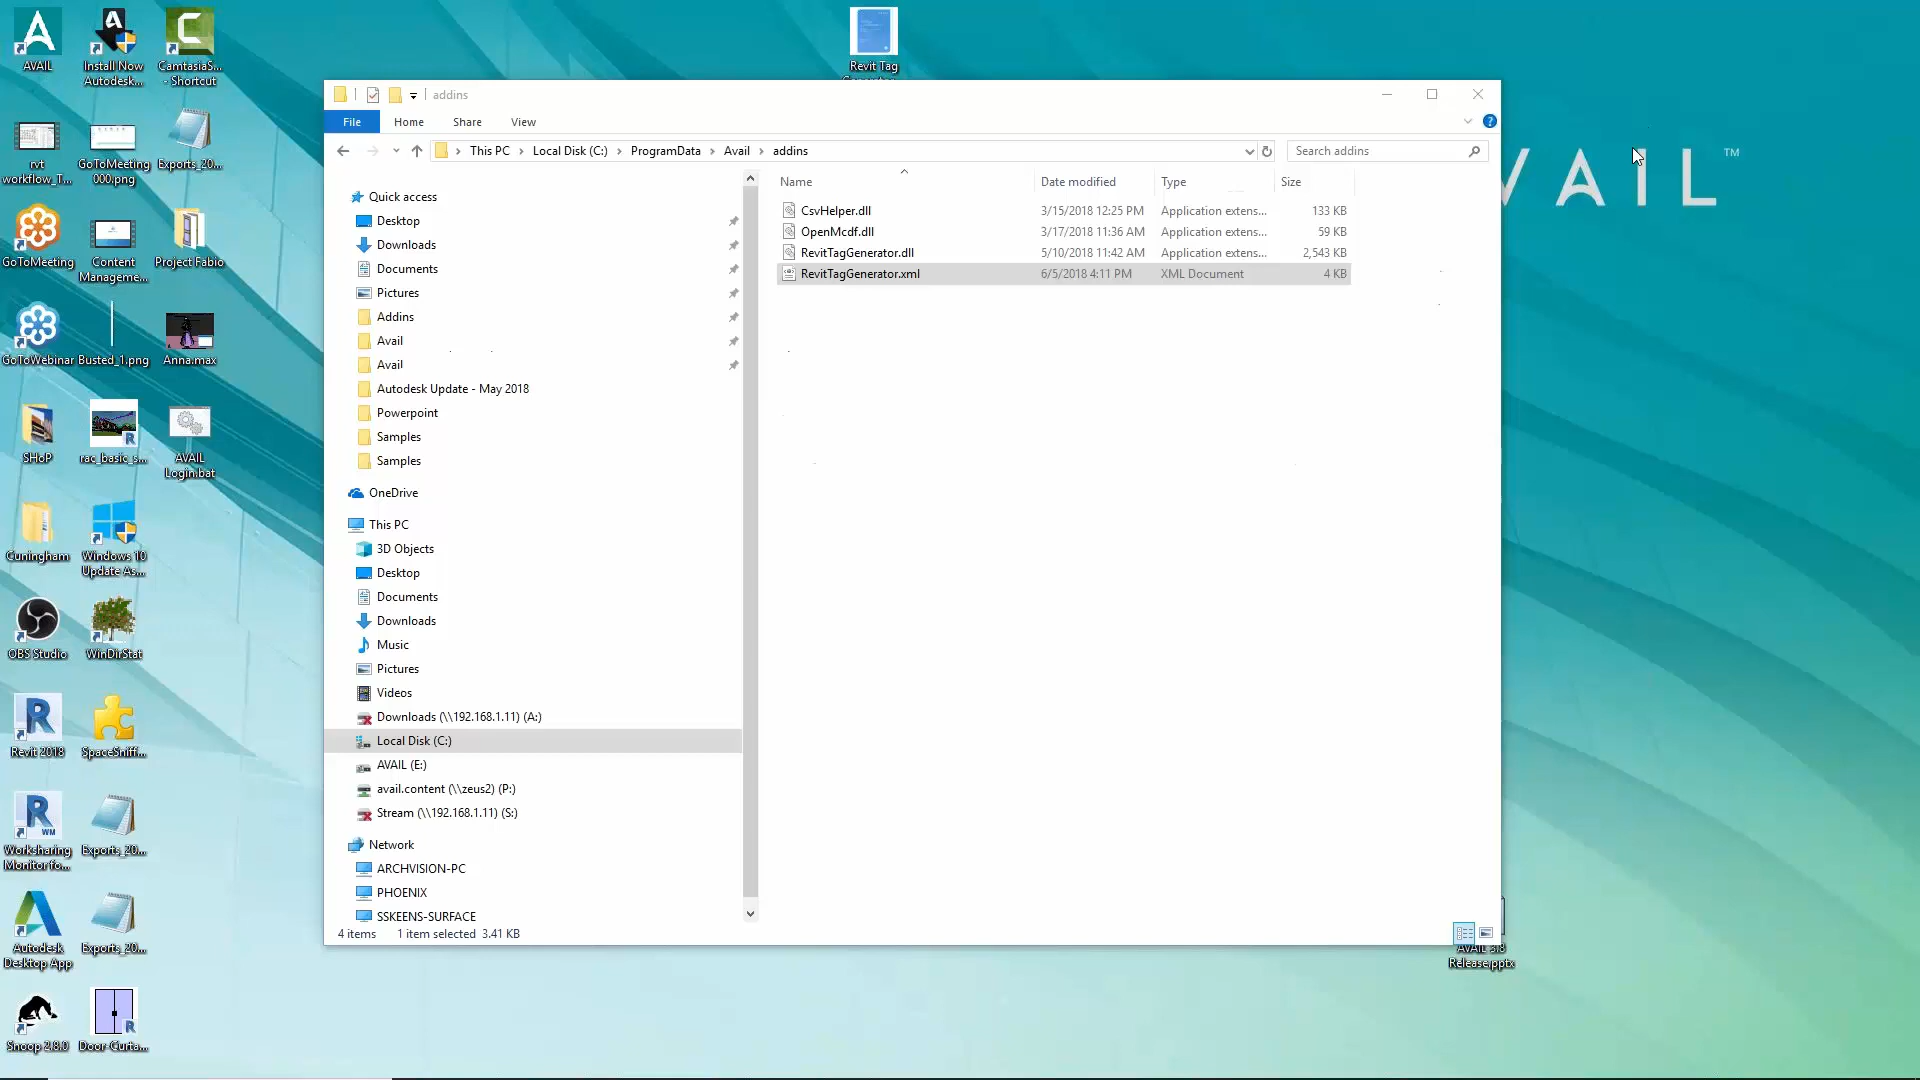 AVAIL
Install Now
Autodesk...
CamtasiaS...
- Shortcut
rvt
workflow_T...
GoToMeeting
000.png
Exports_20...
GoToMeeting
Content
Manageme...
Project Fabio
GoToWebinar
Busted_1.png
Anna.max
SHoP
rac_basic_s...
AVAIL
Login.bat
Cuningham
Windows 10
Update As...
OBS Studio
WinDirStat
Revit 2018
SpaceSniff...
Worksharing
Monitor fo...
Exports_20...
Autodesk
Desktop App
Exports_20...
Snoop 2.8.0
Door-Curta...
Revit Tag
addins
File
Home
Share
View
This PC
Local Disk (C:)
ProgramData
Avail
addins
Search addins
Quick access
Desktop
Downloads
Documents
Pictures
Addins
Avail
Avail
Autodesk Update - May 2018
Powerpoint
Samples
Samples
OneDrive
This PC
3D Objects
Desktop
Documents
Downloads
Music
Pictures
Videos
Downloads (\\192.168.1.11) (A:)
Local Disk (C:)
AVAIL (E:)
avail.content (\\zeus2) (P:)
Stream (\\192.168.1.11) (S:)
Network
ARCHVISION-PC
PHOENIX
SSKEENS-SURFACE
Name Date modified Type Size
CsvHelper.dll 3/15/2018 12:25 PM Application extens... 133 KB
OpenMcdf.dll 3/17/2018 11:36 AM Application extens... 59 KB
RevitTagGenerator.dll 5/10/2018 11:42 AM Application extens... 2,543 KB
RevitTagGenerator.xml 6/5/2018 4:11 PM XML Document 4 KB
4 items 1 item selected 3.41 KB
VAIL ™
AVAIL 3.8
Release.pptx